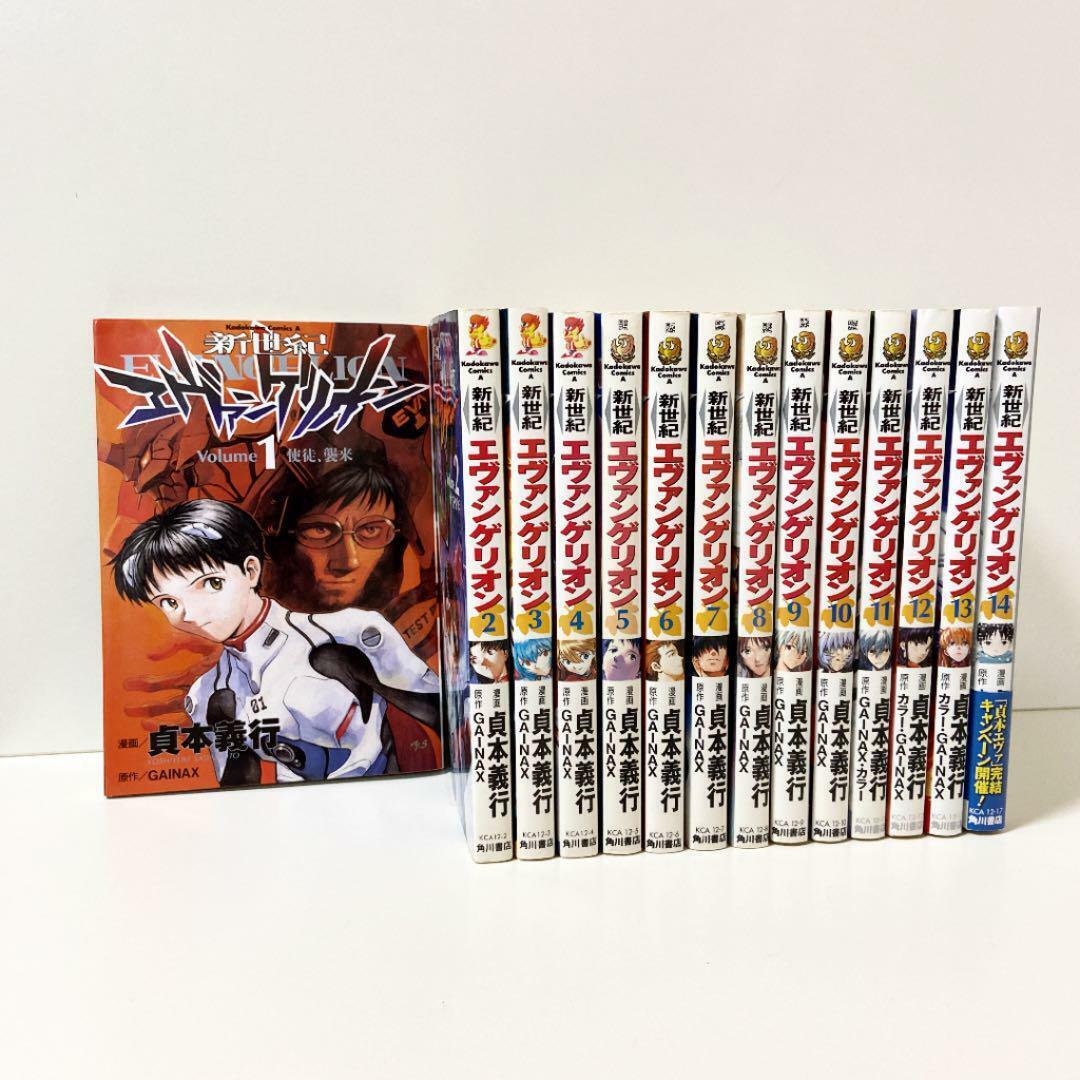 Kadokawa Comics A
新世紀
EVANGELION
エヴァンゲリオン
Volume 1 使徒、襲来
01
TEST
漫画/貞本義行
原作/GAINAX
Kadokawa Comics A
新世紀
エヴァンゲリオン
2
漫画 貞本義行
原作 GAINAX
KCA 12-2
角川書店
Kadokawa Comics A
新世紀
エヴァンゲリオン
3
漫画 貞本義行
原作 GAINAX
KCA 12-3
角川書店
Kadokawa Comics A
新世紀
エヴァンゲリオン
4
漫画 貞本義行
原作 GAINAX
KCA 12-4
角川書店
Kadokawa Comics A
新世紀
エヴァンゲリオン
5
漫画 貞本義行
原作 GAINAX
KCA 12-5
角川書店
Kadokawa Comics A
新世紀
エヴァンゲリオン
6
漫画 貞本義行
原作 GAINAX
KCA 12-6
角川書店
Kadokawa Comics A
新世紀
エヴァンゲリオン
7
漫画 貞本義行
原作 GAINAX
KCA 12-7
角川書店
Kadokawa Comics A
新世紀
エヴァンゲリオン
8
漫画 貞本義行
原作 GAINAX
KCA 12-8
角川書店
Kadokawa Comics A
新世紀
エヴァンゲリオン
9
漫画 貞本義行
原作 GAINAX
KCA 12-9
角川書店
Kadokawa Comics A
新世紀
エヴァンゲリオン
10
漫画 貞本義行
原作 GAINAX
KCA 12-10
角川書店
Kadokawa Comics A
新世紀
エヴァンゲリオン
11
漫画 貞本義行
原作 GAINAX・カラー
角川書店
Kadokawa Comics A
新世紀
エヴァンゲリオン
12
漫画 貞本義行
原作 カラー・GAINAX
角川書店
Kadokawa Comics A
新世紀
エヴァンゲリオン
13
漫画 貞本義行
原作 カラー・GAINAX
角川書店
Kadokawa Comics A
新世紀
エヴァンゲリオン
14
漫画
原作
「貞本エヴァ」完結
キャンペーン開催!
KCA 12-17
角川書店